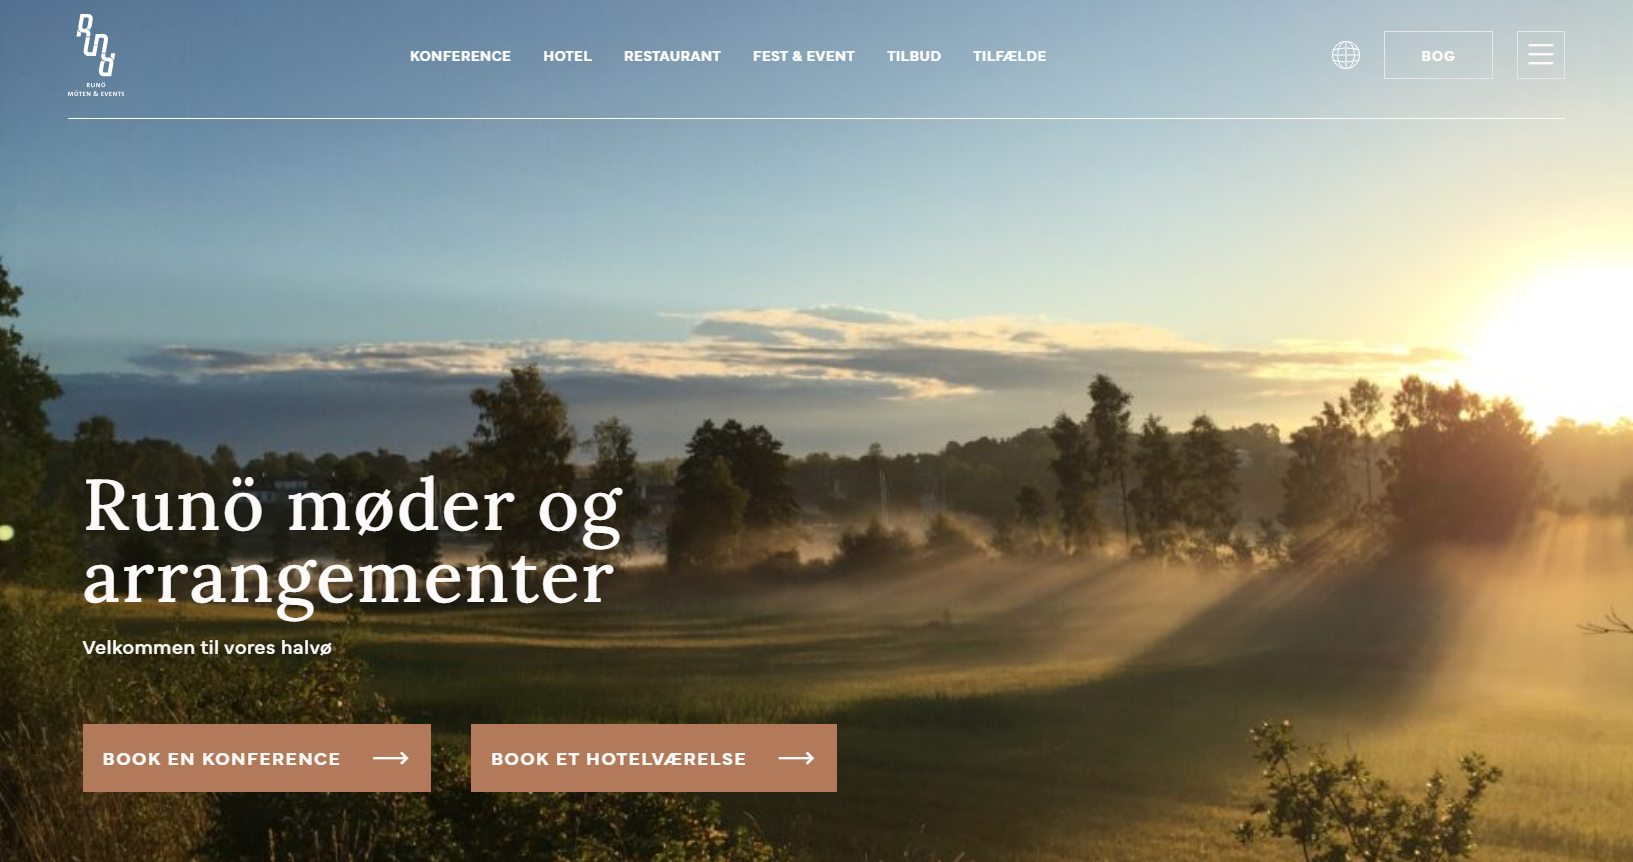 RUNÖ
MÖTEN & EVENTS
KONFERENCE HOTEL RESTAURANT FEST & EVENT TILBUD TILFÆLDE
BOG
Runö møder og
arrangementer
Velkommen til vores halvø
BOOK EN KONFERENCE
BOOK ET HOTELVÆRELSE